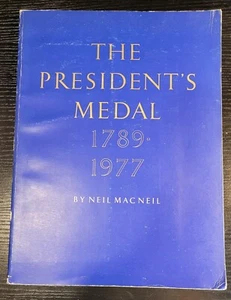 THE
PRESIDENT'S
MEDAL
1789-
1977
BY NEIL MACNEIL